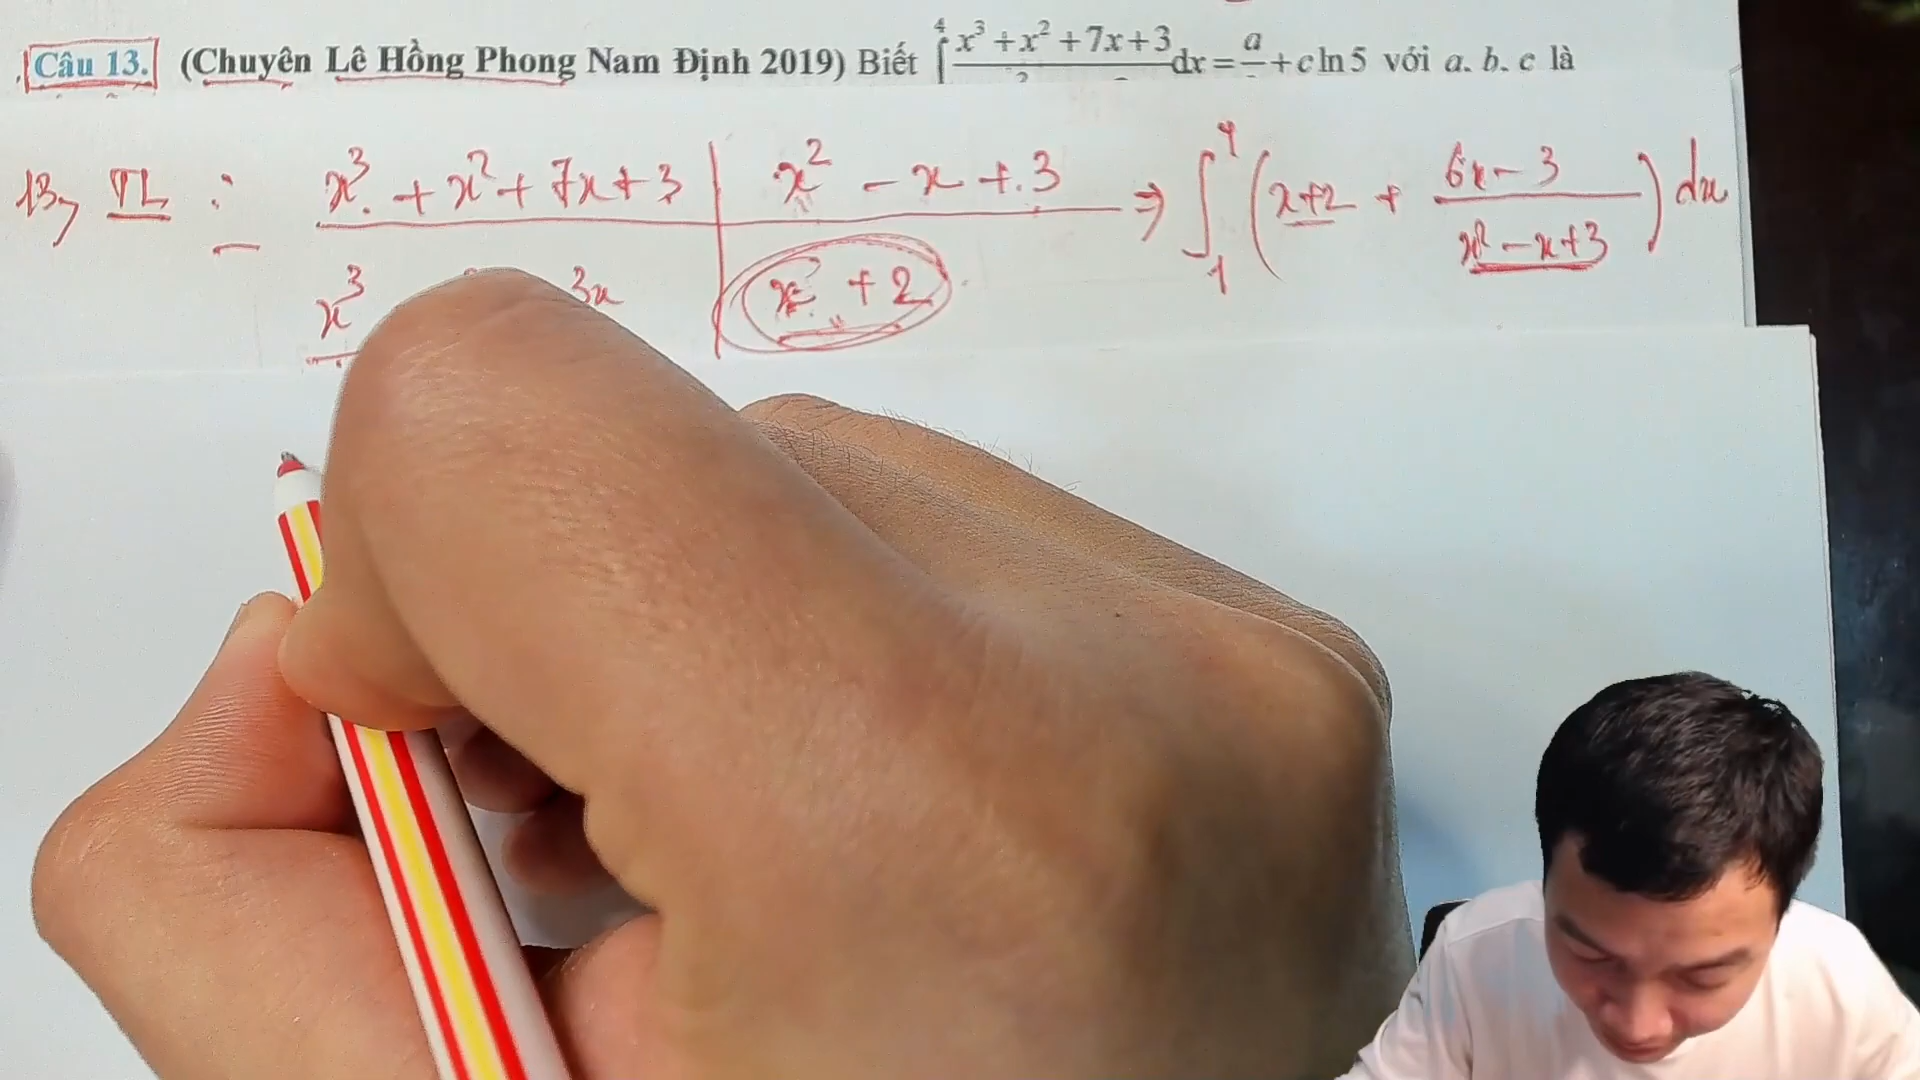 Câu 13. (Chuyên Lê Hồng Phong Nam Định 2019) Biết ∫ 4 x³ + x² + 7x + 3 dx = a + c ln 5 với a, b, c là
13, TL : x³ + x² + 7x + 3 | x² - x + 3 ⇒ ∫₁⁴ (x+2 + (6x - 3)/(x² - x + 3)) dx
x³ 3x x + 2